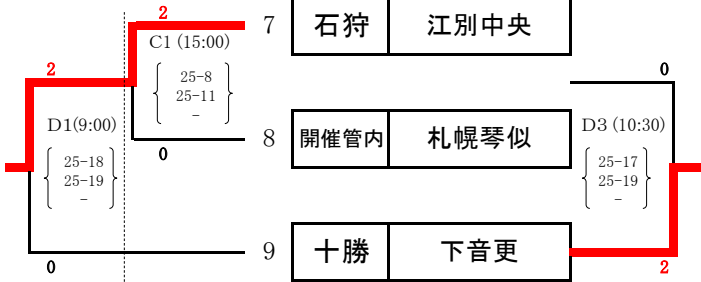 2
7 石狩 江別中央
C1 (15:00)
2
0
25-8
25-11
-
D1(9:00)
8 開催管内 札幌琴似
D3 (10:30)
0
25-18
25-19
-
25-17
25-19
-
9 十勝 下音更
0
2